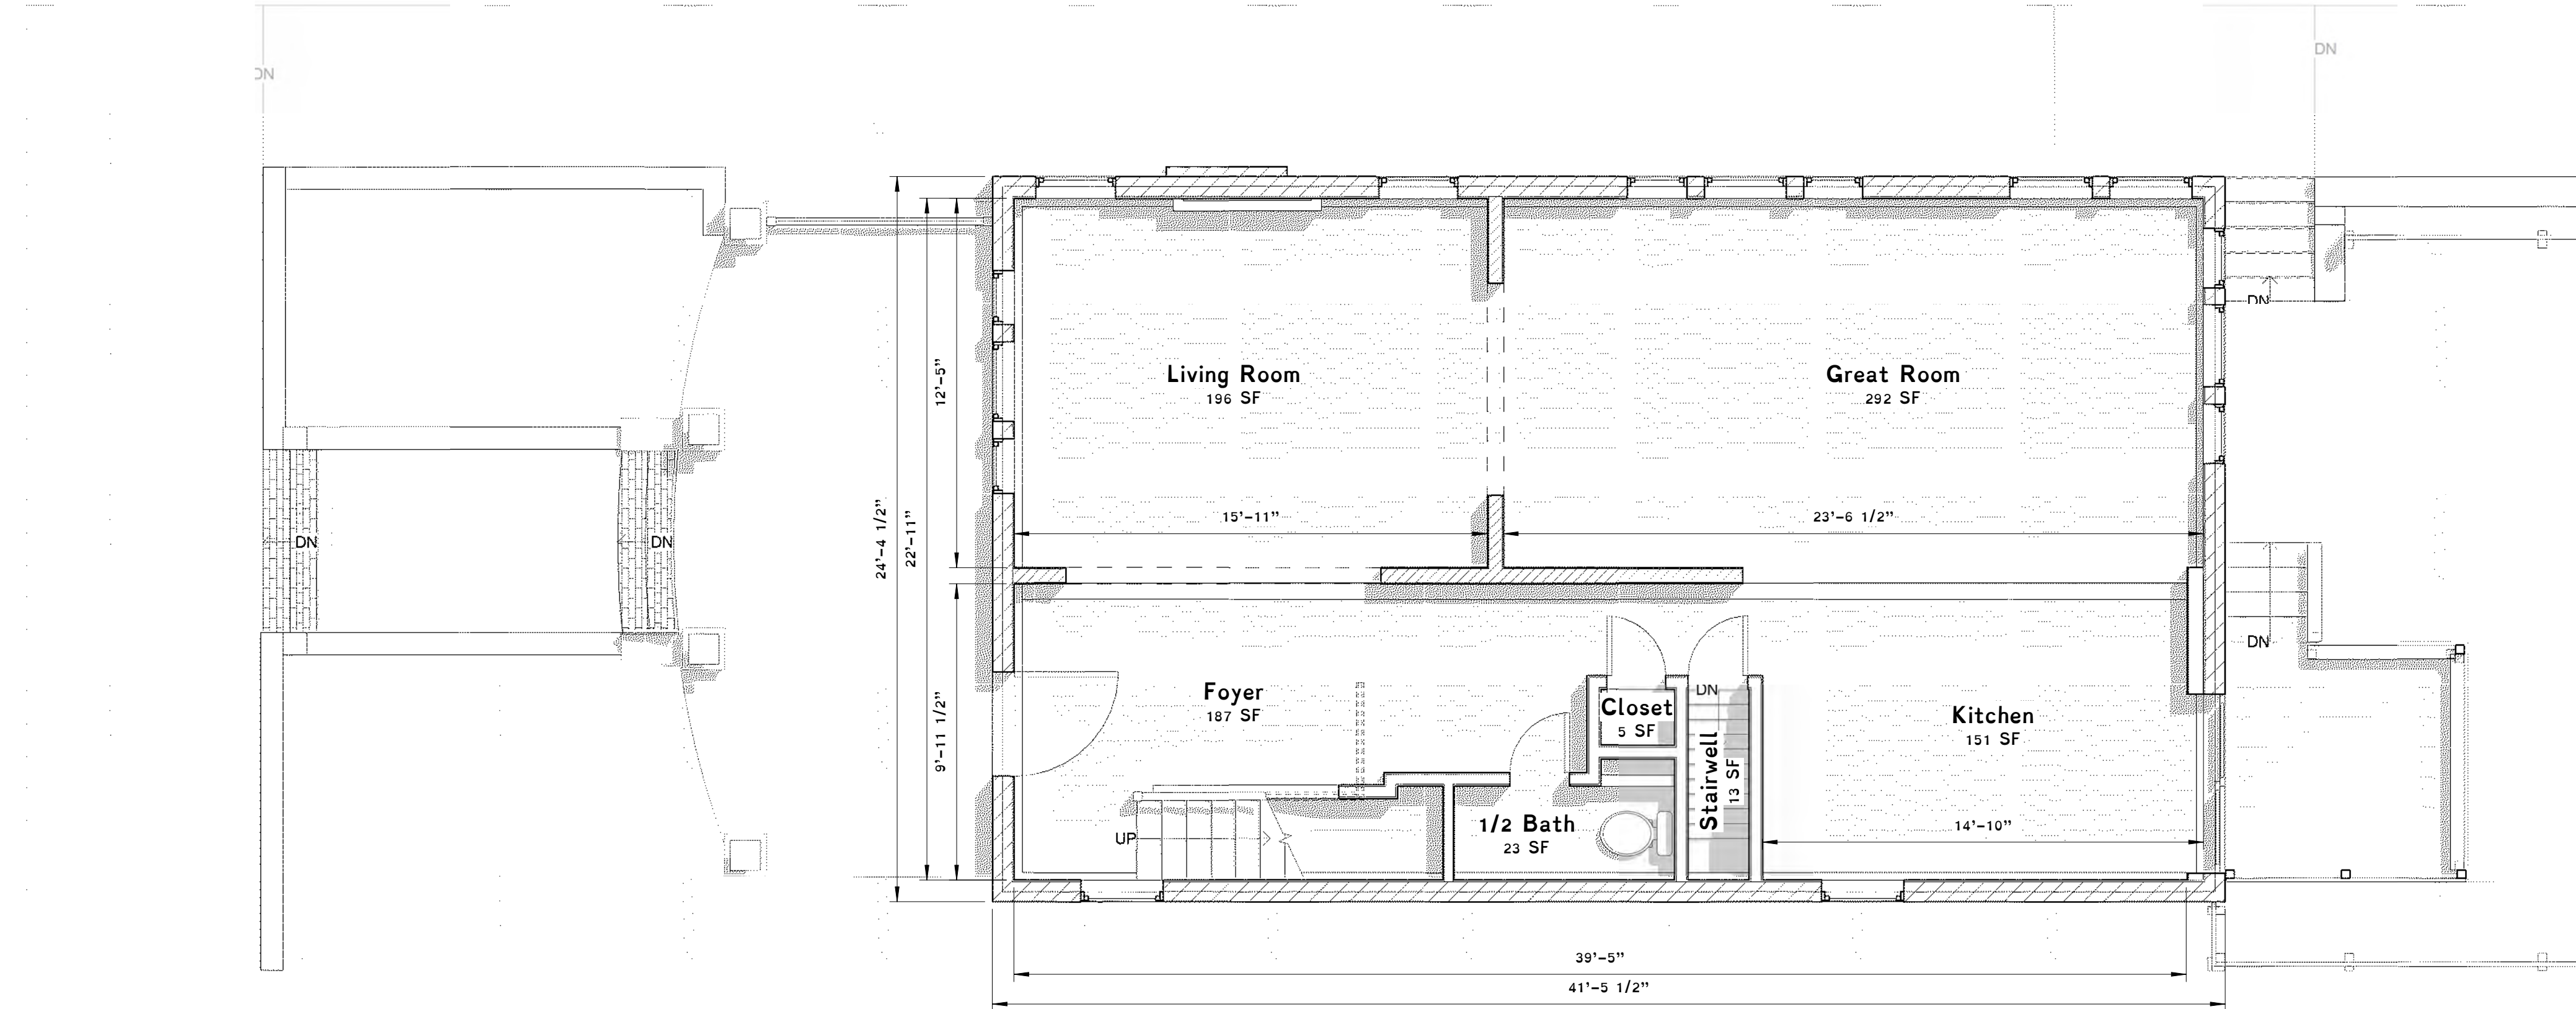 DN
DN
DN
Living Room
196 SF
Great Room
292 SF
12'-5"
24'-4 1/2"
22'-11"
15'-11"
23'-6 1/2"
DN
DN
DN
9'-11 1/2"
Foyer
187 SF
DN
Closet
5 SF
Stairwell
13 SF
Kitchen
151 SF
UP
1/2 Bath
23 SF
14'-10"
39'-5"
41'-5 1/2"